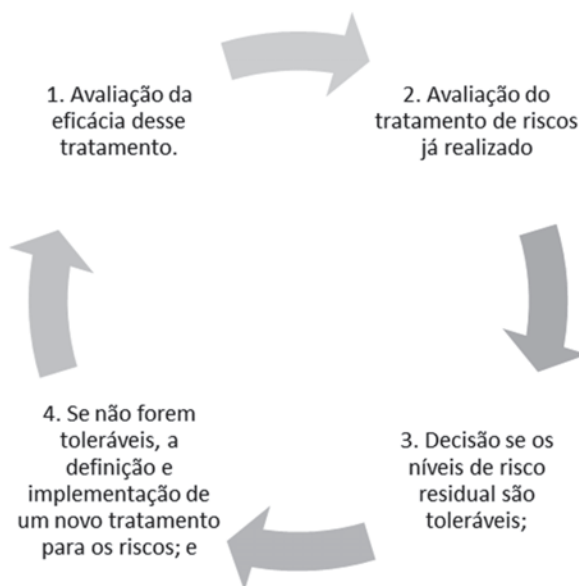 1. Avaliação da
eficácia desse
tratamento.
2. Avaliação do
tratamento de riscos
já realizado
3. Decisão se os
níveis de risco
residual são
toleráveis;
4. Se não forem
toleráveis, a
definição e
implementação de
um novo tratamento
para os riscos; e